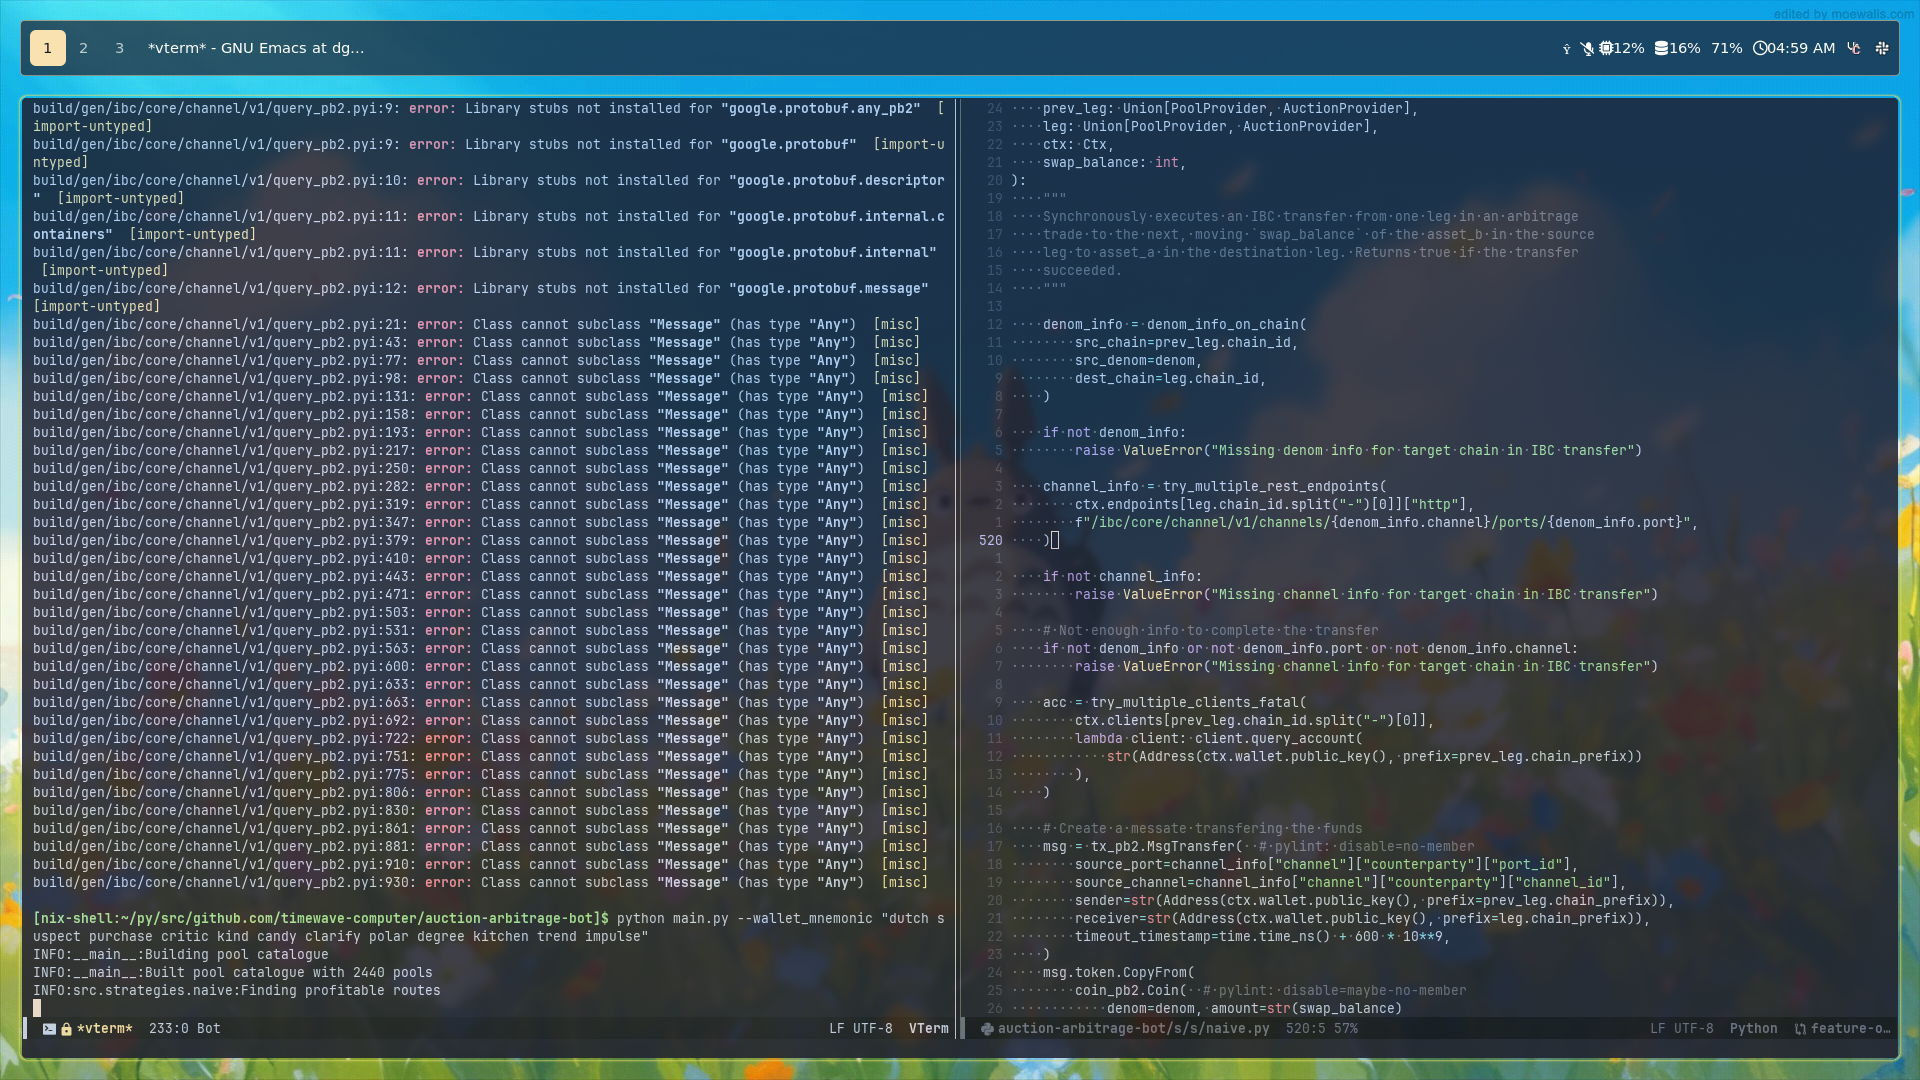 edited by moewalls.com
1 2 3 *vterm* - GNU Emacs at dg...
12% 16% 71% 04:59 AM
build/gen/ibc/core/channel/v1/query_pb2.pyi:9: error: Library stubs not installed for "google.protobuf.any_pb2"  [
import-untyped]
build/gen/ibc/core/channel/v1/query_pb2.pyi:9: error: Library stubs not installed for "google.protobuf"  [import-u
ntyped]
build/gen/ibc/core/channel/v1/query_pb2.pyi:10: error: Library stubs not installed for "google.protobuf.descriptor
"  [import-untyped]
build/gen/ibc/core/channel/v1/query_pb2.pyi:11: error: Library stubs not installed for "google.protobuf.internal.c
ontainers"  [import-untyped]
build/gen/ibc/core/channel/v1/query_pb2.pyi:11: error: Library stubs not installed for "google.protobuf.internal"
 [import-untyped]
build/gen/ibc/core/channel/v1/query_pb2.pyi:12: error: Library stubs not installed for "google.protobuf.message"
[import-untyped]
build/gen/ibc/core/channel/v1/query_pb2.pyi:21: error: Class cannot subclass "Message" (has type "Any")  [misc]
build/gen/ibc/core/channel/v1/query_pb2.pyi:43: error: Class cannot subclass "Message" (has type "Any")  [misc]
build/gen/ibc/core/channel/v1/query_pb2.pyi:77: error: Class cannot subclass "Message" (has type "Any")  [misc]
build/gen/ibc/core/channel/v1/query_pb2.pyi:98: error: Class cannot subclass "Message" (has type "Any")  [misc]
build/gen/ibc/core/channel/v1/query_pb2.pyi:131: error: Class cannot subclass "Message" (has type "Any")  [misc]
build/gen/ibc/core/channel/v1/query_pb2.pyi:158: error: Class cannot subclass "Message" (has type "Any")  [misc]
build/gen/ibc/core/channel/v1/query_pb2.pyi:193: error: Class cannot subclass "Message" (has type "Any")  [misc]
build/gen/ibc/core/channel/v1/query_pb2.pyi:217: error: Class cannot subclass "Message" (has type "Any")  [misc]
build/gen/ibc/core/channel/v1/query_pb2.pyi:250: error: Class cannot subclass "Message" (has type "Any")  [misc]
build/gen/ibc/core/channel/v1/query_pb2.pyi:282: error: Class cannot subclass "Message" (has type "Any")  [misc]
build/gen/ibc/core/channel/v1/query_pb2.pyi:319: error: Class cannot subclass "Message" (has type "Any")  [misc]
build/gen/ibc/core/channel/v1/query_pb2.pyi:347: error: Class cannot subclass "Message" (has type "Any")  [misc]
build/gen/ibc/core/channel/v1/query_pb2.pyi:379: error: Class cannot subclass "Message" (has type "Any")  [misc]
build/gen/ibc/core/channel/v1/query_pb2.pyi:410: error: Class cannot subclass "Message" (has type "Any")  [misc]
build/gen/ibc/core/channel/v1/query_pb2.pyi:443: error: Class cannot subclass "Message" (has type "Any")  [misc]
build/gen/ibc/core/channel/v1/query_pb2.pyi:471: error: Class cannot subclass "Message" (has type "Any")  [misc]
build/gen/ibc/core/channel/v1/query_pb2.pyi:503: error: Class cannot subclass "Message" (has type "Any")  [misc]
build/gen/ibc/core/channel/v1/query_pb2.pyi:531: error: Class cannot subclass "Message" (has type "Any")  [misc]
build/gen/ibc/core/channel/v1/query_pb2.pyi:563: error: Class cannot subclass "Message" (has type "Any")  [misc]
build/gen/ibc/core/channel/v1/query_pb2.pyi:600: error: Class cannot subclass "Message" (has type "Any")  [misc]
build/gen/ibc/core/channel/v1/query_pb2.pyi:633: error: Class cannot subclass "Message" (has type "Any")  [misc]
build/gen/ibc/core/channel/v1/query_pb2.pyi:663: error: Class cannot subclass "Message" (has type "Any")  [misc]
build/gen/ibc/core/channel/v1/query_pb2.pyi:692: error: Class cannot subclass "Message" (has type "Any")  [misc]
build/gen/ibc/core/channel/v1/query_pb2.pyi:722: error: Class cannot subclass "Message" (has type "Any")  [misc]
build/gen/ibc/core/channel/v1/query_pb2.pyi:751: error: Class cannot subclass "Message" (has type "Any")  [misc]
build/gen/ibc/core/channel/v1/query_pb2.pyi:775: error: Class cannot subclass "Message" (has type "Any")  [misc]
build/gen/ibc/core/channel/v1/query_pb2.pyi:806: error: Class cannot subclass "Message" (has type "Any")  [misc]
build/gen/ibc/core/channel/v1/query_pb2.pyi:830: error: Class cannot subclass "Message" (has type "Any")  [misc]
build/gen/ibc/core/channel/v1/query_pb2.pyi:861: error: Class cannot subclass "Message" (has type "Any")  [misc]
build/gen/ibc/core/channel/v1/query_pb2.pyi:881: error: Class cannot subclass "Message" (has type "Any")  [misc]
build/gen/ibc/core/channel/v1/query_pb2.pyi:910: error: Class cannot subclass "Message" (has type "Any")  [misc]
build/gen/ibc/core/channel/v1/query_pb2.pyi:930: error: Class cannot subclass "Message" (has type "Any")  [misc]
[nix-shell:~/py/src/github.com/timewave-computer/auction-arbitrage-bot]$ python main.py --wallet_mnemonic "dutch s
uspect purchase critic kind candy clarify polar degree kitchen trend impulse"
INFO:__main__:Building pool catalogue
INFO:__main__:Built pool catalogue with 2440 pools
INFO:src.strategies.naive:Finding profitable routes
*vterm* 233:0 Bot LF UTF-8 VTerm
24 ····prev_leg:·Union[PoolProvider,·AuctionProvider],
23 ····leg:·Union[PoolProvider,·AuctionProvider],
22 ····ctx:·Ctx,
21 ····swap_balance:·int,
20 ):
19 ····"""
18 ····Synchronously·executes·an·IBC·transfer·from·one·leg·in·an·arbitrage
17 ····trade·to·the·next,·moving·`swap_balance`·of·the·asset_b·in·the·source
16 ····leg·to·asset_a·in·the·destination·leg.·Returns·true·if·the·transfer
15 ····succeeded.
14 ····"""
13
12 ····denom_info·=·denom_info_on_chain(
11 ········src_chain=prev_leg.chain_id,
10 ········src_denom=denom,
9 ········dest_chain=leg.chain_id,
8 ····)
7
6 ····if·not·denom_info:
5 ········raise·ValueError("Missing·denom·info·for·target·chain·in·IBC·transfer")
4
3 ····channel_info·=·try_multiple_rest_endpoints(
2 ········ctx.endpoints[leg.chain_id.split("-")[0]]["http"],
1 ········f"/ibc/core/channel/v1/channels/{denom_info.channel}/ports/{denom_info.port}",
520 ····)
1
2 ····if·not·channel_info:
3 ········raise·ValueError("Missing·channel·info·for·target·chain·in·IBC·transfer")
4
5 ····#·Not·enough·info·to·complete·the·transfer
6 ····if·not·denom_info·or·not·denom_info.port·or·not·denom_info.channel:
7 ········raise·ValueError("Missing·channel·info·for·target·chain·in·IBC·transfer")
8
9 ····acc·=·try_multiple_clients_fatal(
10 ········ctx.clients[prev_leg.chain_id.split("-")[0]],
11 ········lambda·client:·client.query_account(
12 ············str(Address(ctx.wallet.public_key(),·prefix=prev_leg.chain_prefix))
13 ········),
14 ····)
15
16 ····#·Create·a·messate·transfering·the·funds
17 ····msg·=·tx_pb2.MsgTransfer(··#·pylint:·disable=no-member
18 ········source_port=channel_info["channel"]["counterparty"]["port_id"],
19 ········source_channel=channel_info["channel"]["counterparty"]["channel_id"],
20 ········sender=str(Address(ctx.wallet.public_key(),·prefix=prev_leg.chain_prefix)),
21 ········receiver=str(Address(ctx.wallet.public_key(),·prefix=leg.chain_prefix)),
22 ········timeout_timestamp=time.time_ns()·+·600·*·10**9,
23 ····)
24 ····msg.token.CopyFrom(
25 ········coin_pb2.Coin(··#·pylint:·disable=maybe-no-member
26 ············denom=denom,·amount=str(swap_balance)
auction-arbitrage-bot/s/s/naive.py 520:5 57% LF UTF-8 Python feature-o…